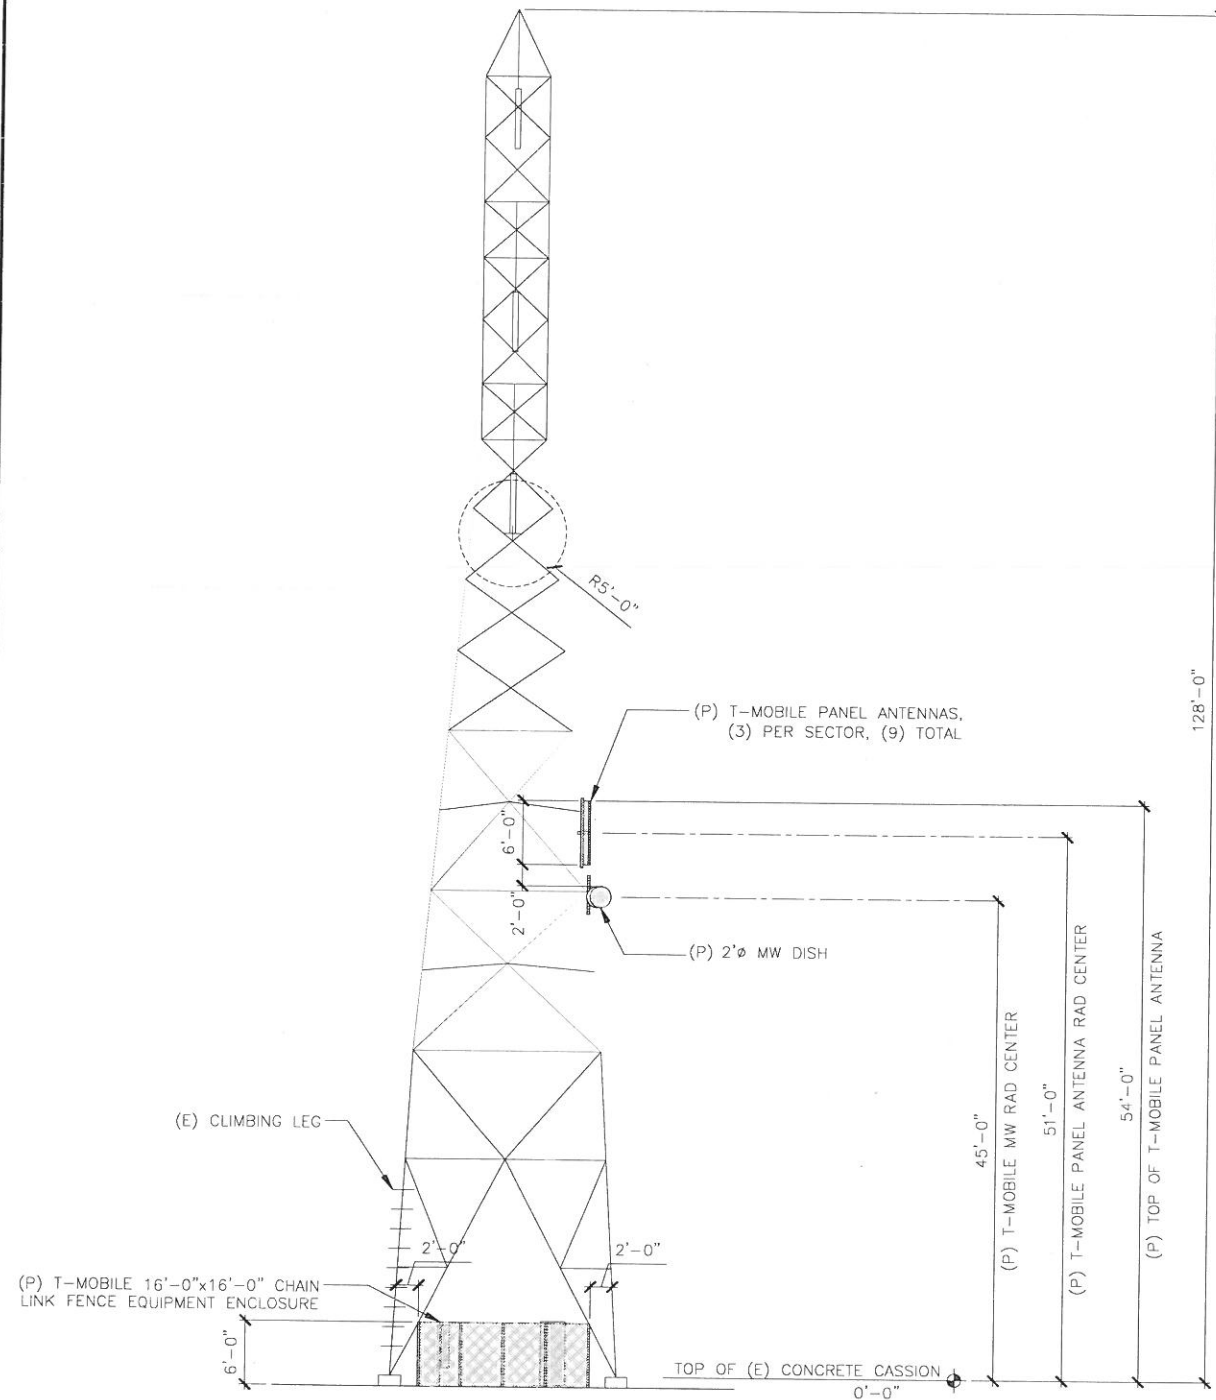 R5'-0"
128'-0"
(P) T-MOBILE PANEL ANTENNAS,
(3) PER SECTOR, (9) TOTAL
6'-0"
2'-0"
(P) 2'ø MW DISH
45'-0"
(P) T-MOBILE MW RAD CENTER
51'-0"
(P) T-MOBILE PANEL ANTENNA RAD CENTER
54'-0"
(P) TOP OF T-MOBILE PANEL ANTENNA
(E) CLIMBING LEG
2'-0"
2'-0"
(P) T-MOBILE 16'-0"x16'-0" CHAIN
LINK FENCE EQUIPMENT ENCLOSURE
6'-0"
TOP OF (E) CONCRETE CASSION
0'-0"